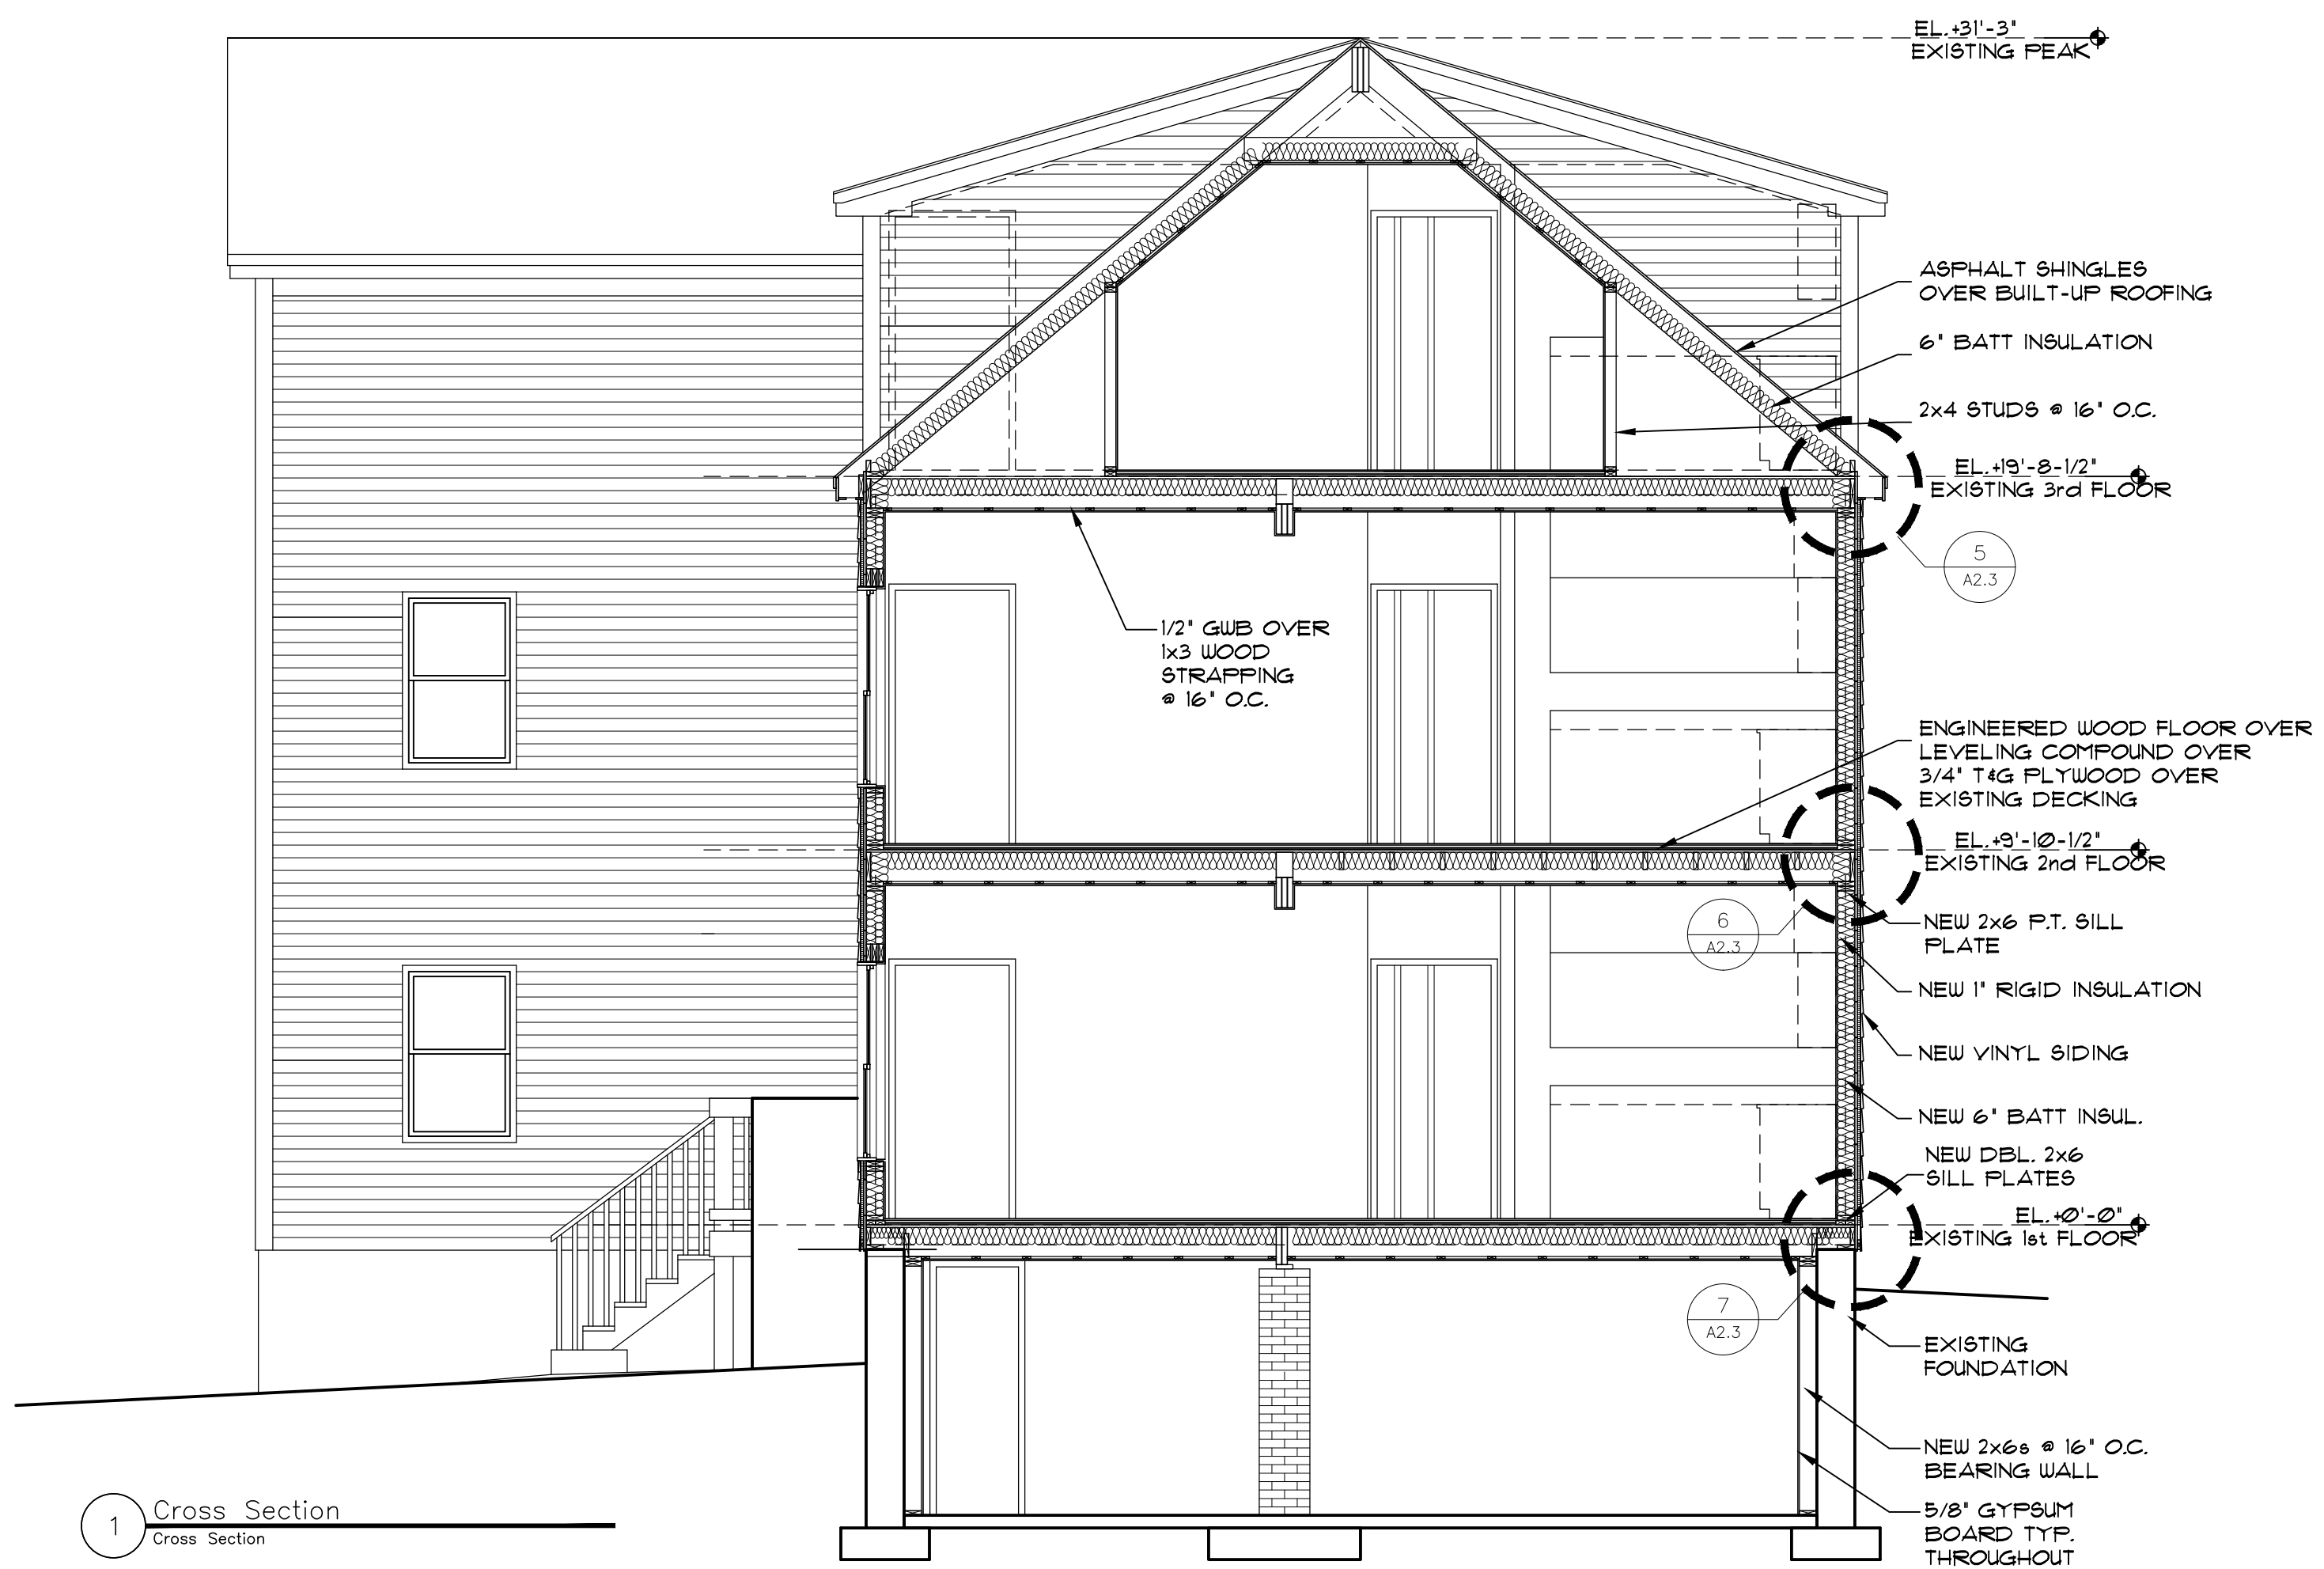 EL.+31'-3"
EXISTING PEAK
ASPHALT SHINGLES
OVER BUILT-UP ROOFING
6" BATT INSULATION
2x4 STUDS @ 16" O.C.
EL.+19'-8-1/2"
EXISTING 3rd FLOOR
5
A2.3
1/2" GWB OVER
1x3 WOOD
STRAPPING
@ 16" O.C.
ENGINEERED WOOD FLOOR OVER
LEVELING COMPOUND OVER
3/4" T&G PLYWOOD OVER
EXISTING DECKING
EL.+9'-10-1/2"
EXISTING 2nd FLOOR
6
A2.3
NEW 2x6 P.T. SILL
PLATE
NEW 1" RIGID INSULATION
NEW VINYL SIDING
NEW 6" BATT INSUL.
NEW DBL. 2x6
SILL PLATES
EL. +0'-0"
EXISTING 1st FLOOR
7
A2.3
EXISTING
FOUNDATION
NEW 2x6s @ 16" O.C.
BEARING WALL
5/8" GYPSUM
BOARD TYP.
THROUGHOUT
1
Cross Section
Cross Section